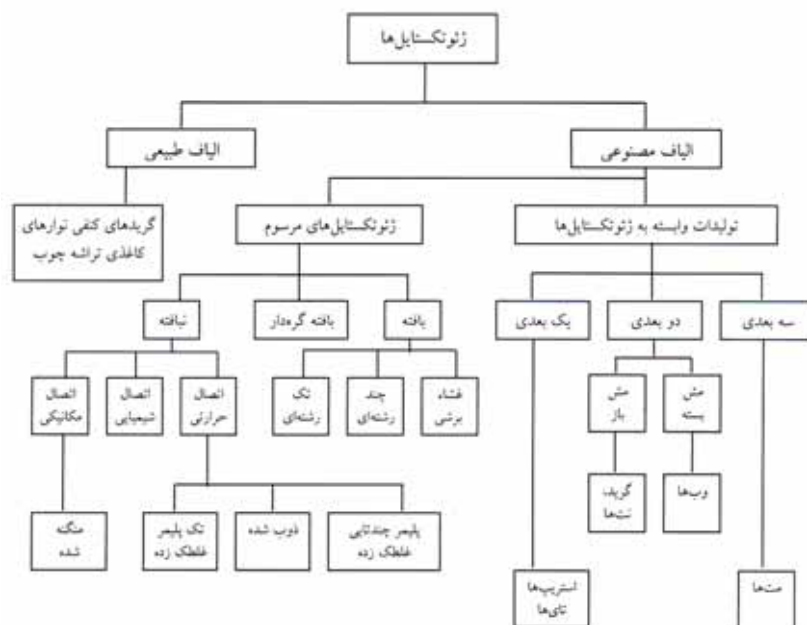 ژئوتکستایل‌ها
الیاف مصنوعی
الیاف طبیعی
تولیدات وابسته به ژئوتکستایل‌ها
ژئوتکستایل‌های مرسوم
گریدهای کنفی نوارهای
کاغذی تراشه چوب
سه بعدی
دو بعدی
یک بعدی
بافته
بافته گره‌دار
نبافته
مش
بسته
مش
باز
غشاء
برشی
چند
رشته‌ای
تک
رشته‌ای
اتصال
حرارتی
اتصال
شیمیایی
اتصال
مکانیکی
وب‌ها
گرید،
نت‌ها
پلیمر چندتایی
غلطک زده
ذوب شده
تک پلیمر
غلطک زده
منگنه
شده
مت‌ها
استریپ‌ها
تای‌ها